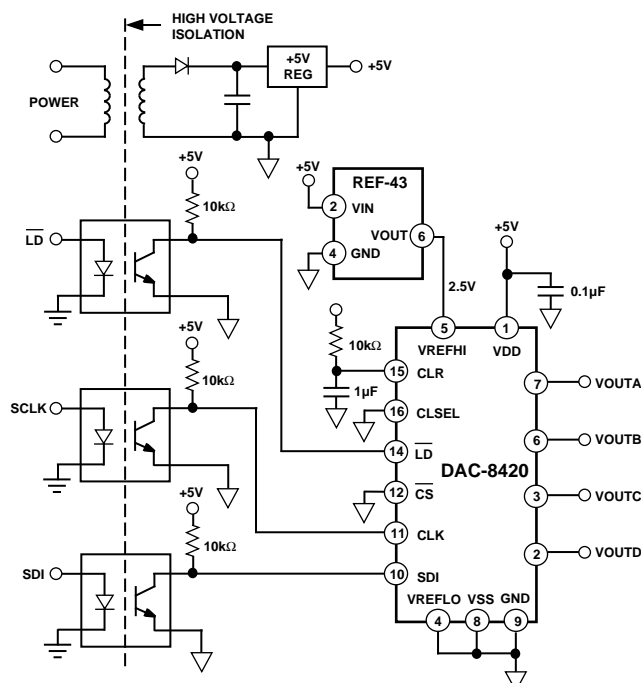 HIGH VOLTAGE
ISOLATION
POWER
+5V
REG
+5V
+5V
10kΩ
LD
+5V
10kΩ
SCLK
+5V
10kΩ
SDI
+5V
REF-43
2 VIN
4 GND
VOUT 6
2.5V
+5V
0.1µF
10kΩ
1µF
5
VREFHI
1
VDD
15 CLR
16 CLSEL
14 LD
12 CS
11 CLK
10 SDI
DAC-8420
7 VOUTA
6 VOUTB
3 VOUTC
2 VOUTD
VREFLO VSS GND
4 8 9